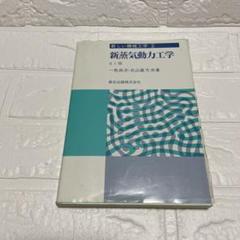 新しい機械工学 3
新蒸気動力工学
一色尚次・北山直方 共著
森北出版株式会社